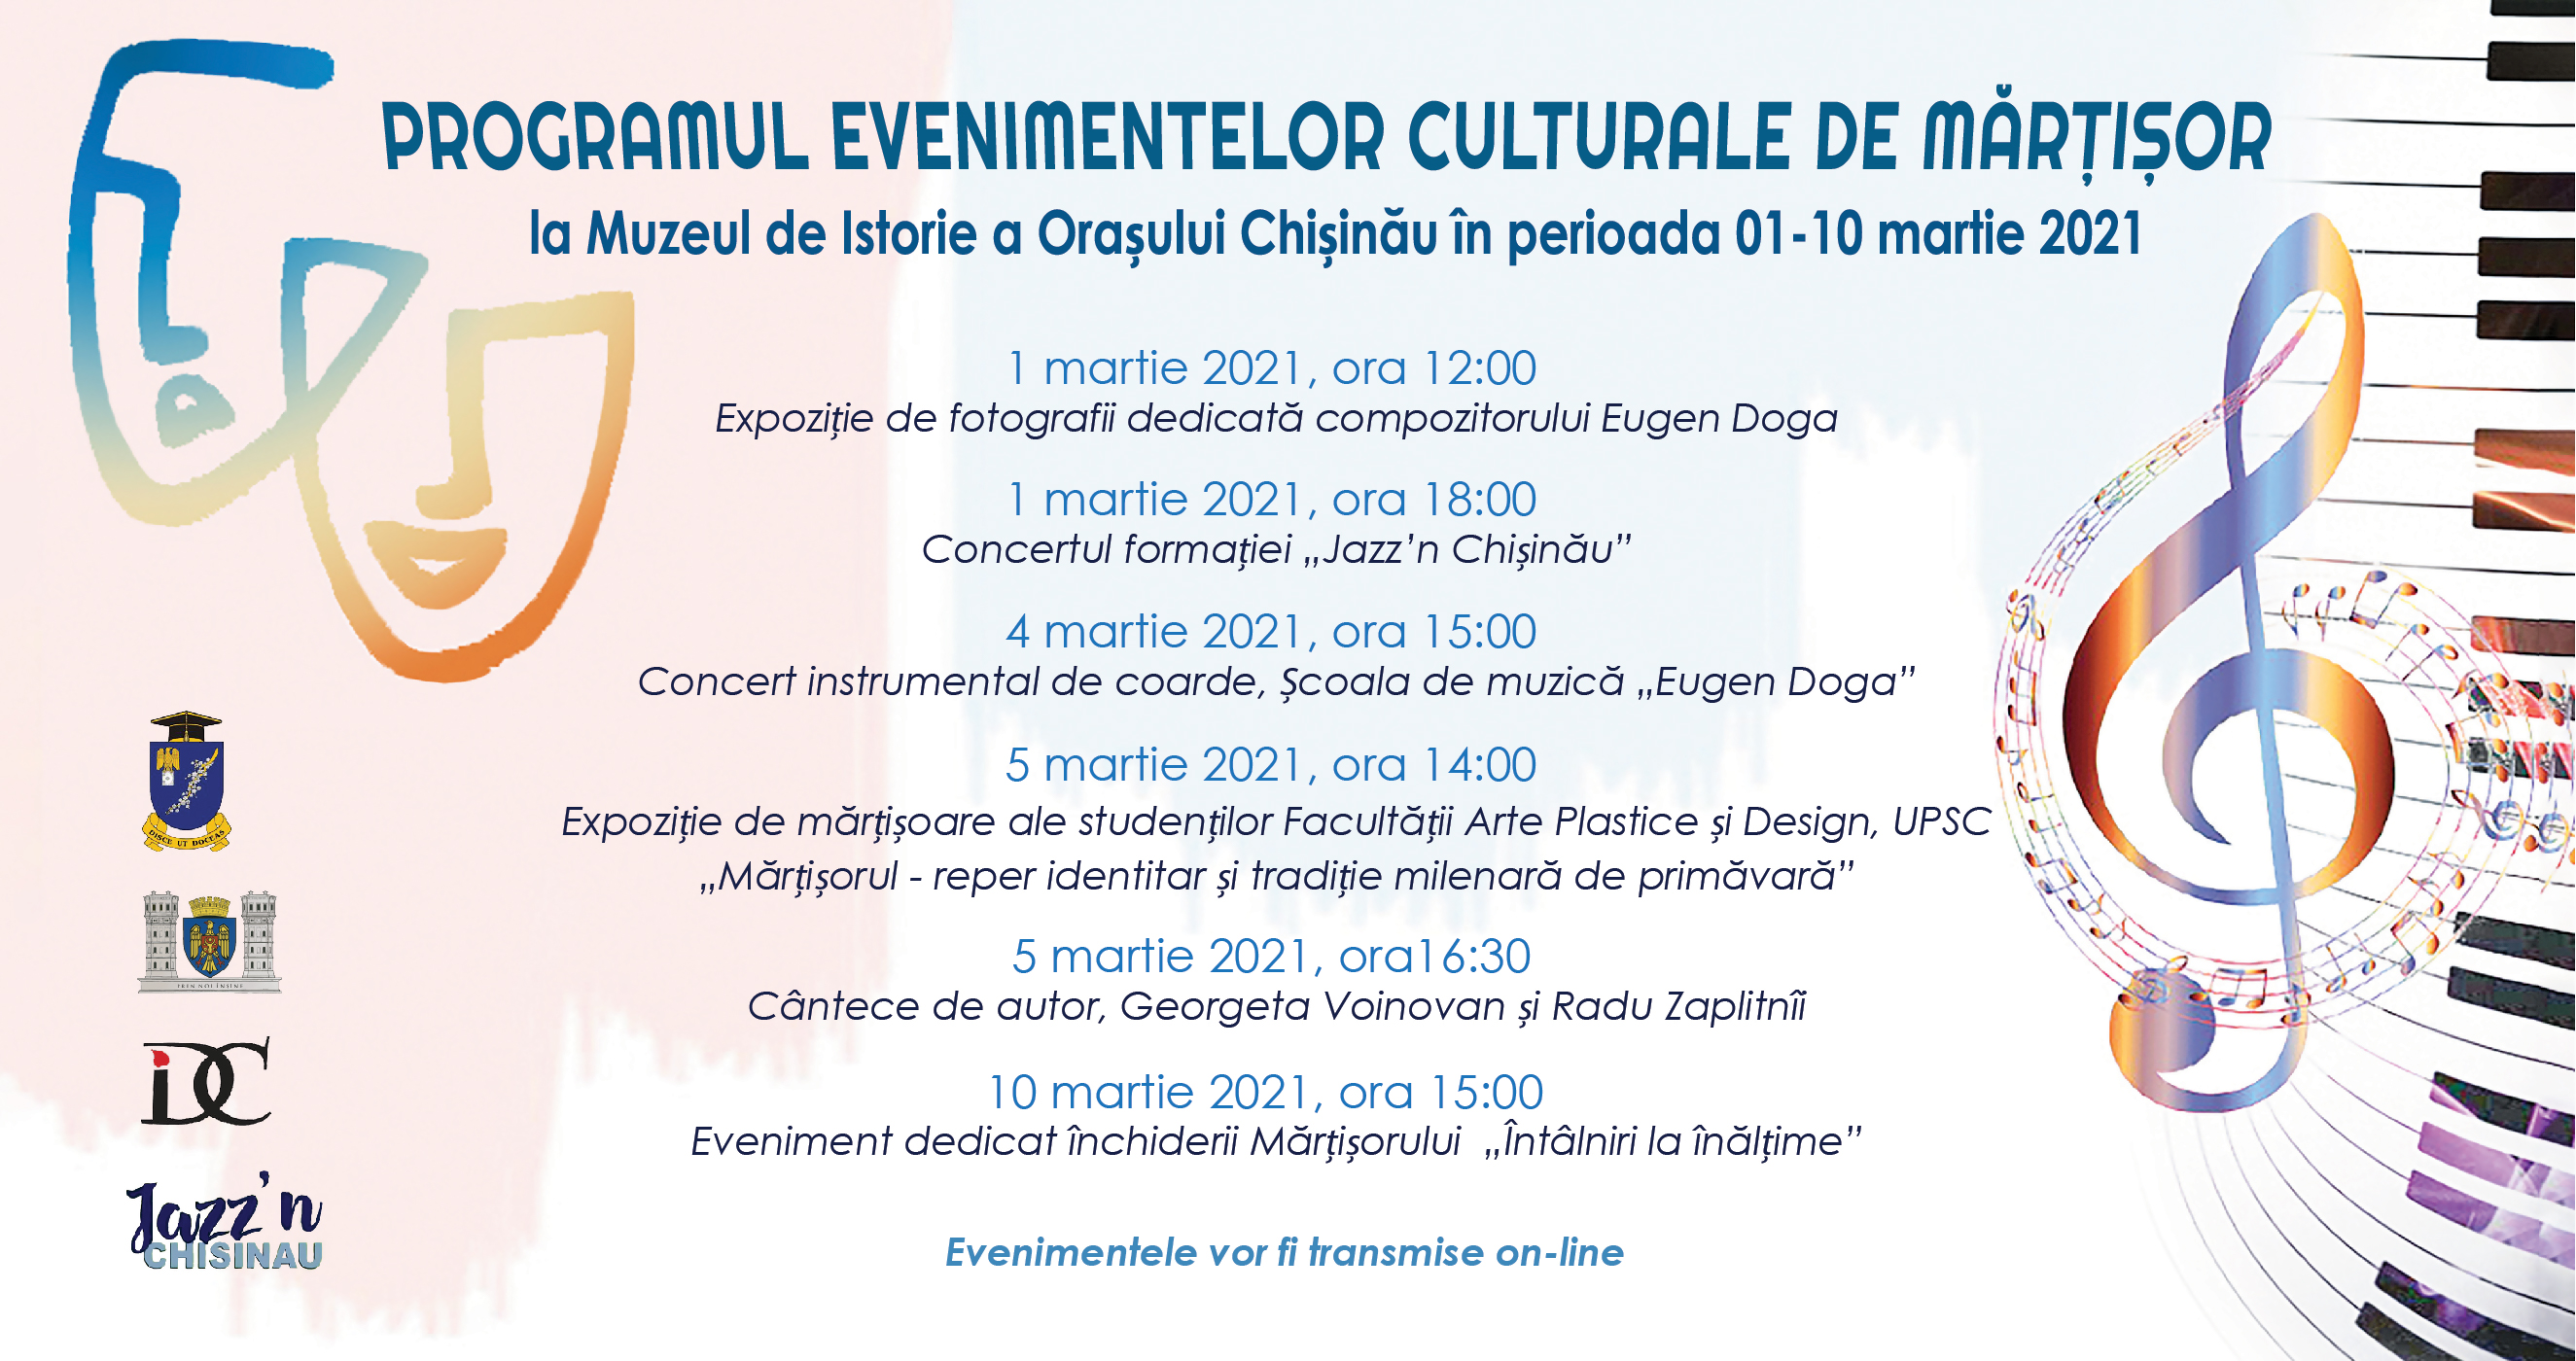 PROGRAMUL EVENIMENTELOR CULTURALE DE MĂRȚIȘOR
la Muzeul de Istorie a Orașului Chișinău în perioada 01-10 martie 2021
1 martie 2021, ora 12:00
Expoziție de fotografii dedicată compozitorului Eugen Doga
1 martie 2021, ora 18:00
Concertul formației „Jazz’n Chișinău”
4 martie 2021, ora 15:00
Concert instrumental de coarde, Școala de muzică „Eugen Doga”
5 martie 2021, ora 14:00
Expoziție de mărțișoare ale studenților Facultății Arte Plastice și Design, UPSC
„Mărțișorul - reper identitar și tradiție milenară de primăvară”
5 martie 2021, ora16:30
Cântece de autor, Georgeta Voinovan și Radu Zaplitnîi
10 martie 2021, ora 15:00
Eveniment dedicat închiderii Mărțișorului „Întâlniri la înălțime”
Evenimentele vor fi transmise on-line
DISCE UT DOCEAS
PRIN NOI ÎNȘINE
iDC
Jazz’n
CHISINAU